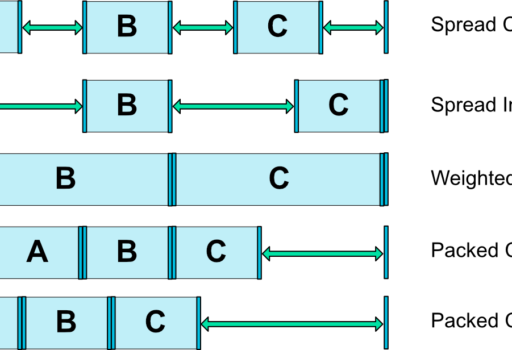 B C Spread
B C Spread
B C Weighted
A B C Packed
B C Packed